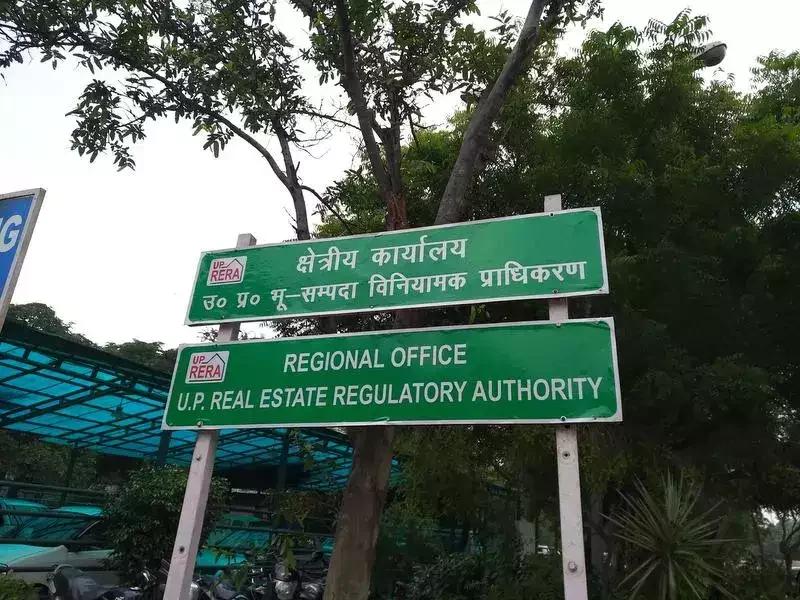 G
UP
RERA
क्षेत्रीय कार्यालय
उ० प्र० भू–सम्पदा विनियामक प्राधिकरण
UP
RERA
REGIONAL OFFICE
U.P. REAL ESTATE REGULATORY AUTHORITY